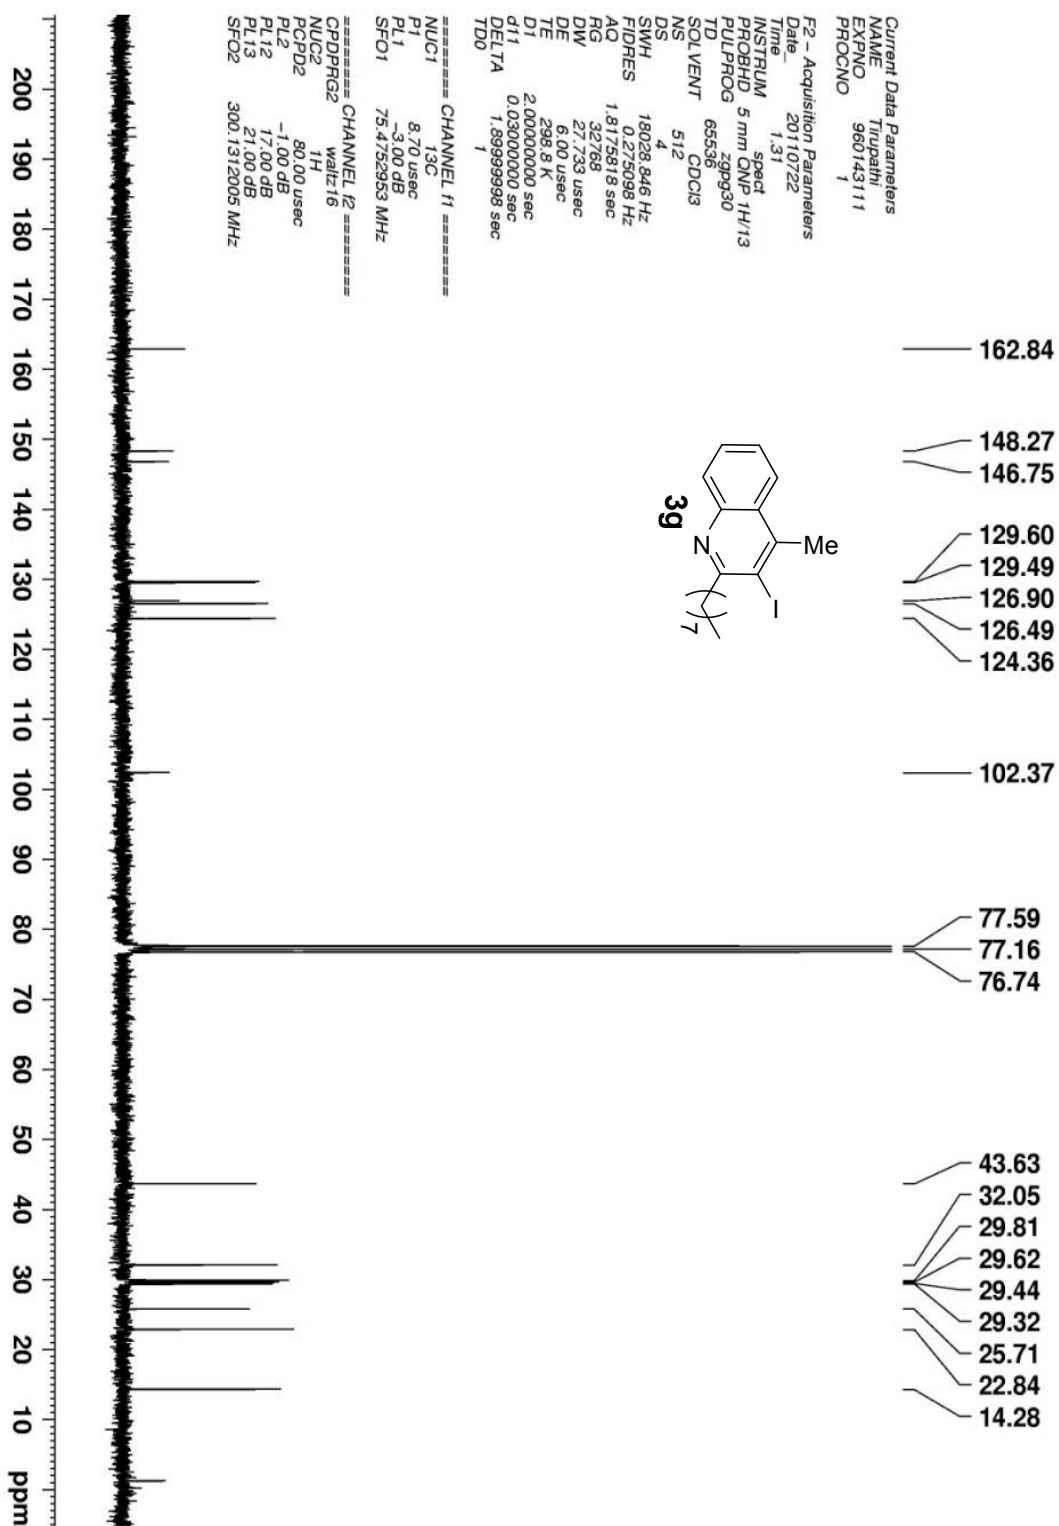 Current Data Parameters
NAME Tirupathi
EXPNO 960143111
PROCNO 1
F2 - Acquisition Parameters
Date_ 20110722
Time 1.31
INSTRUM spect
PROBHD 5 mm QNP 1H/13
PULPROG zgpg30
TD 65536
SOLVENT CDCl3
NS 512
DS 4
SWH 18028.846 Hz
FIDRES 0.275098 Hz
AQ 1.8175818 sec
RG 32768
DW 27.733 usec
DE 6.00 usec
TE 298.8 K
D1 2.00000000 sec
d11 0.03000000 sec
DELTA 1.89999998 sec
TD0 1
======== CHANNEL f1 ========
NUC1 13C
P1 8.70 usec
PL1 -3.00 dB
SFO1 75.4752953 MHz
======== CHANNEL f2 ========
CPDPRG2 waltz16
NUC2 1H
PCPD2 80.00 usec
PL2 -1.00 dB
PL12 17.00 dB
PL13 21.00 dB
SFO2 300.1312005 MHz
162.84
148.27
146.75
129.60
129.49
126.90
126.49
124.36
102.37
77.59
77.16
76.74
43.63
32.05
29.81
29.62
29.44
29.32
25.71
22.84
14.28
Me
I
N
7
3g
200 190 180 170 160 150 140 130 120 110 100 90 80 70 60 50 40 30 20 10 ppm